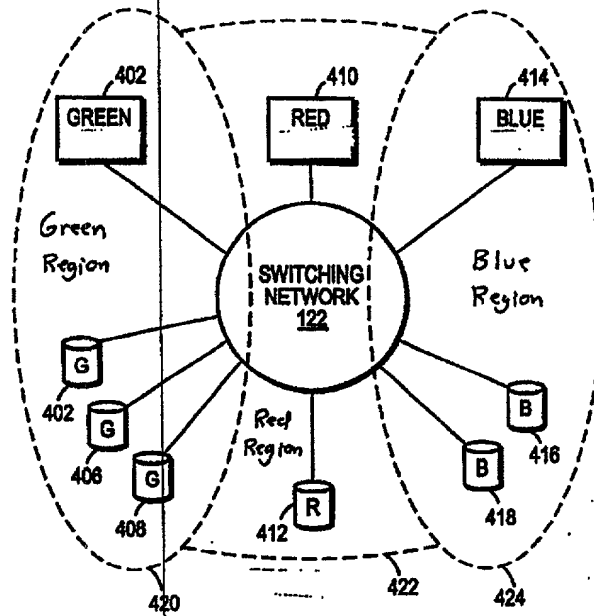 402
GREEN
410
RED
414
BLUE
Green
Region
SWITCHING
NETWORK
122
Blue
Region
G
402
G
406
G
408
Red
Region
R
412
B
416
B
418
420
422
424